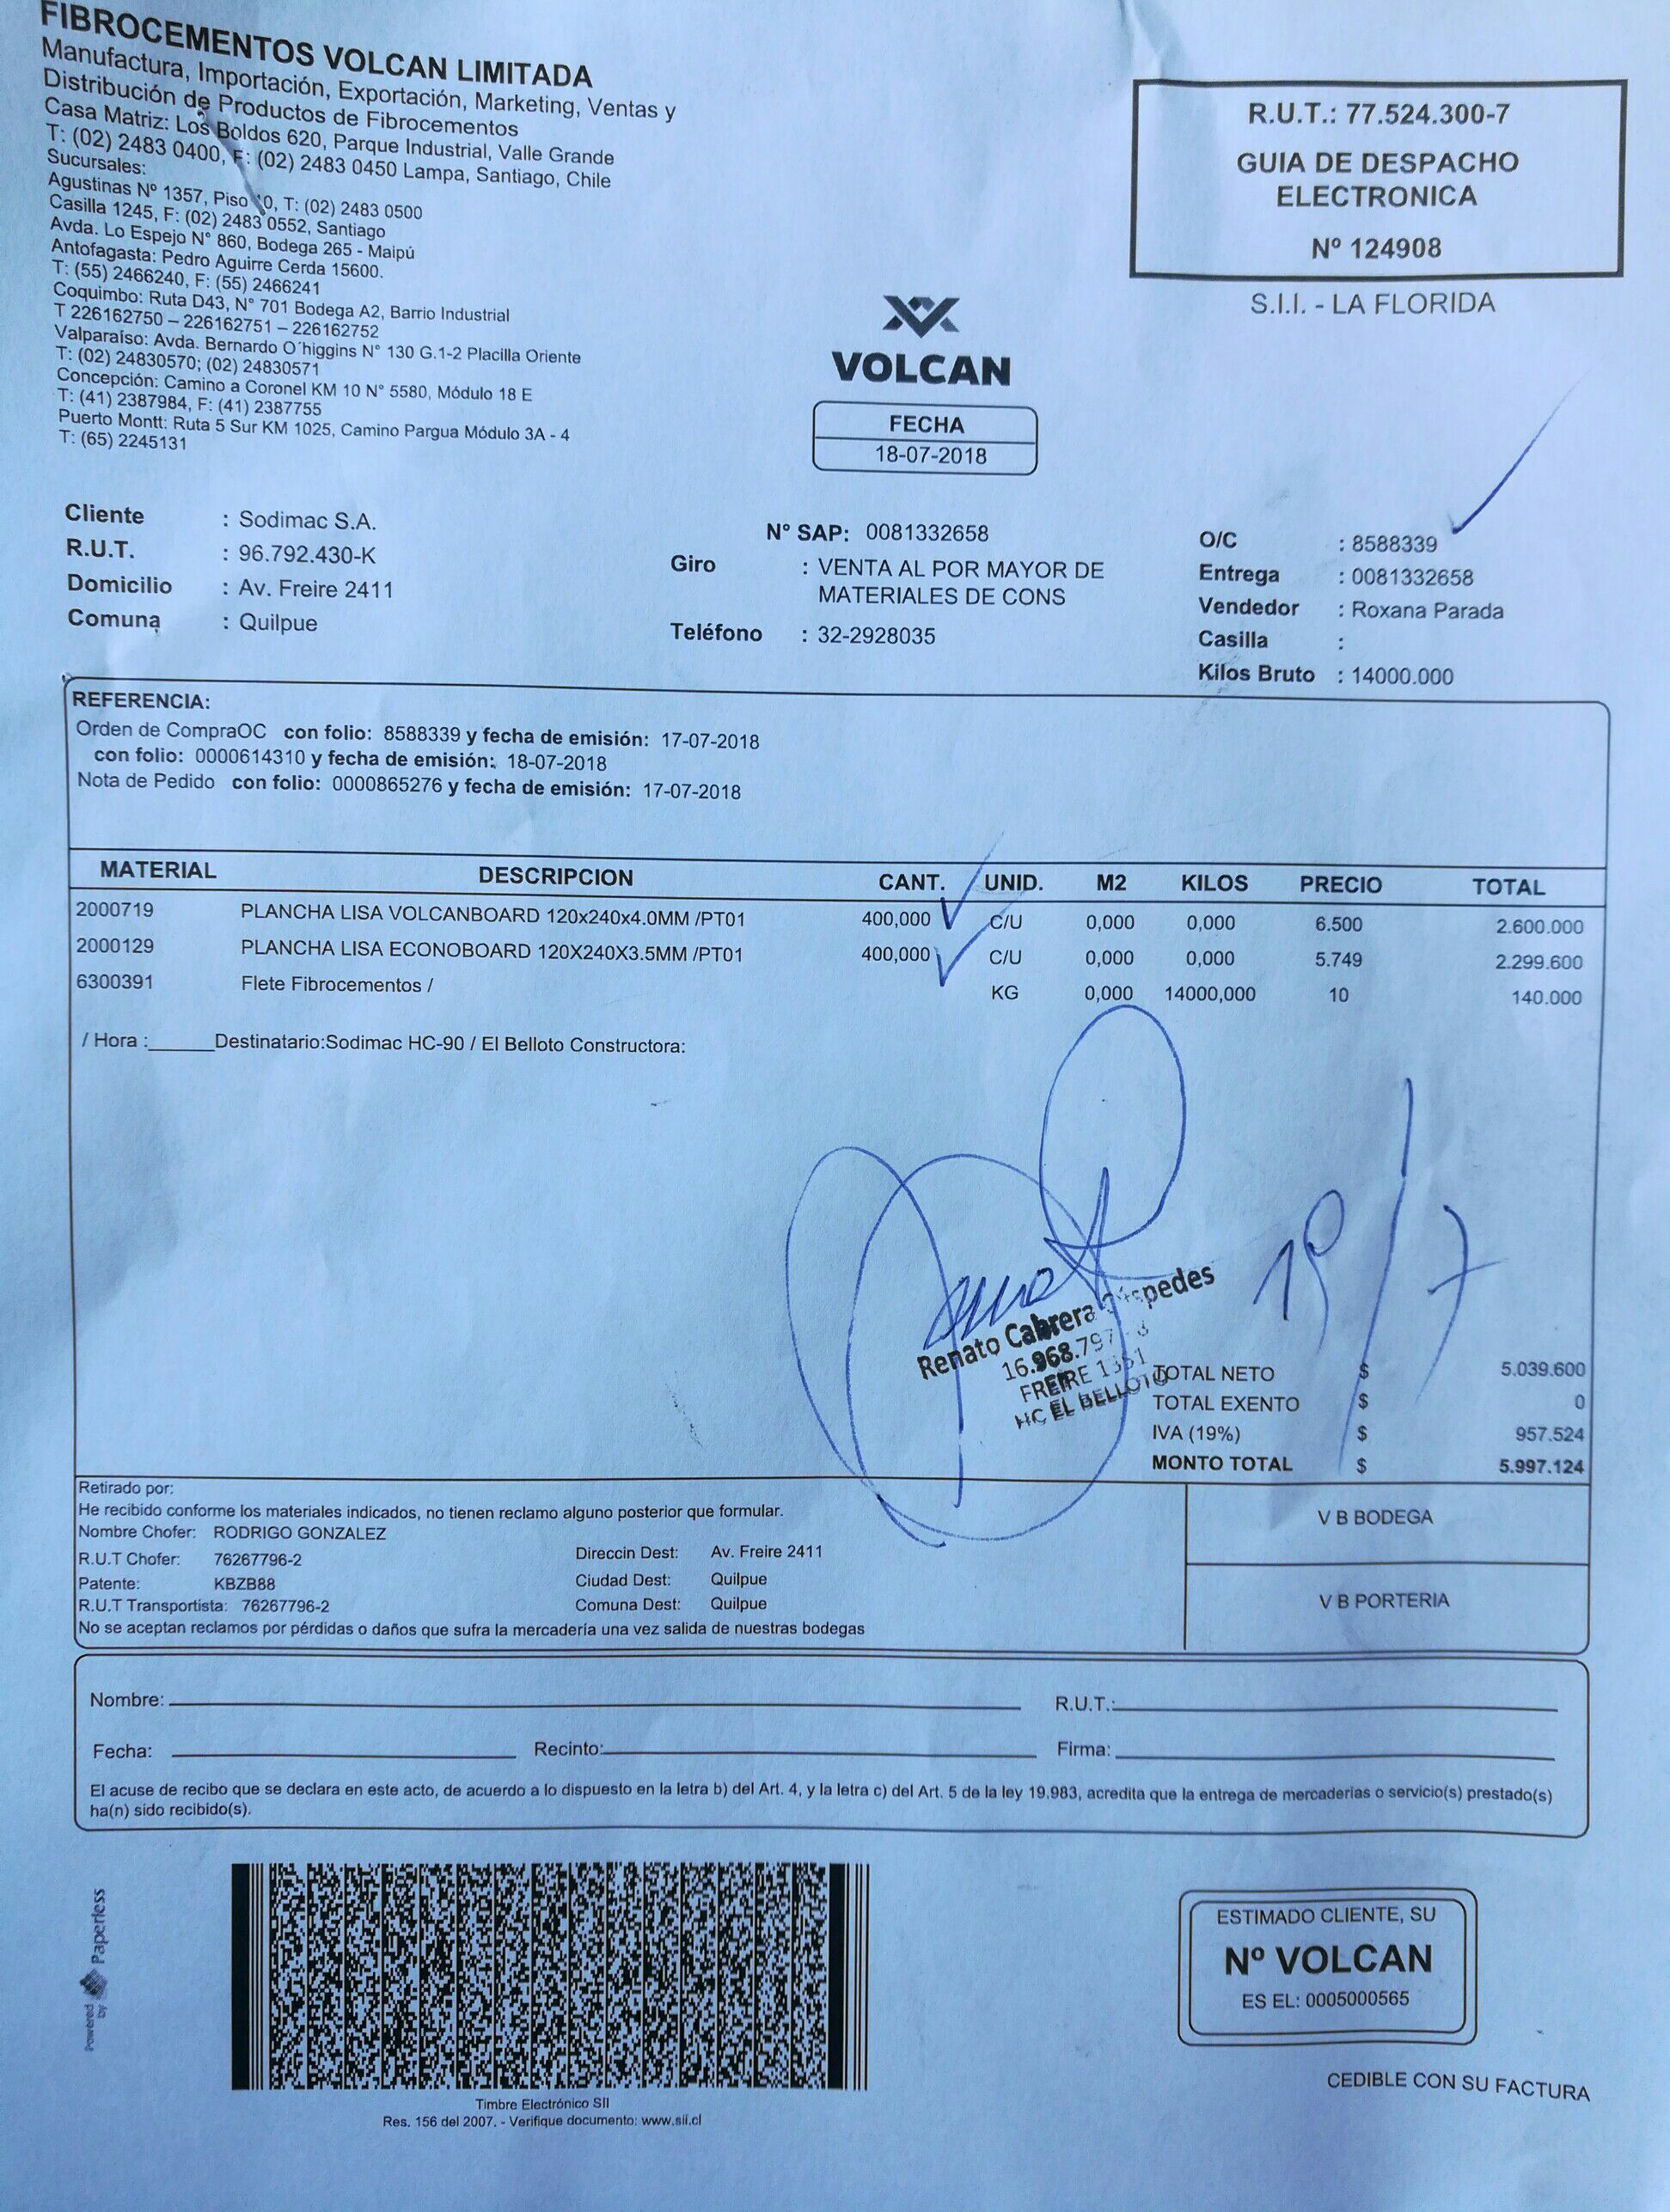 FIBROCEMENTOS VOLCAN LIMITADA
Manufactura, Importación, Exportación, Marketing, Ventas y
Distribución de Productos de Fibrocementos
Casa Matriz: Los Boldos 620, Parque Industrial, Valle Grande
T: (02) 2483 0400, F: (02) 2483 0450 Lampa, Santiago, Chile
Sucursales:
Agustinas Nº 1357, Piso 10, T: (02) 2483 0500
Casilla 1245, F: (02) 2483 0552, Santiago
Avda. Lo Espejo N° 860, Bodega 265 - Maipú
Antofagasta: Pedro Aguirre Cerda 15600.
T: (55) 2466240, F: (55) 2466241
Coquimbo: Ruta D43, N° 701 Bodega A2, Barrio Industrial
T 226162750 – 226162751 – 226162752
Valparaíso: Avda. Bernardo O´higgins N° 130 G.1-2 Placilla Oriente
T: (02) 24830570; (02) 24830571
Concepción: Camino a Coronel KM 10 N° 5580, Módulo 18 E
T: (41) 2387984, F: (41) 2387755
Puerto Montt: Ruta 5 Sur KM 1025, Camino Pargua Módulo 3A - 4
T: (65) 2245131
R.U.T.: 77.524.300-7
GUIA DE DESPACHO
ELECTRONICA
Nº 124908
S.I.I. - LA FLORIDA
VOLCAN
FECHA
18-07-2018
Cliente : Sodimac S.A.
R.U.T. : 96.792.430-K
Domicilio : Av. Freire 2411
Comuna : Quilpue
N° SAP: 0081332658
Giro : VENTA AL POR MAYOR DE
MATERIALES DE CONS
Teléfono : 32-2928035
O/C : 8588339
Entrega : 0081332658
Vendedor : Roxana Parada
Casilla :
Kilos Bruto : 14000.000
REFERENCIA:
Orden de CompraOC con folio: 8588339 y fecha de emisión: 17-07-2018
con folio: 0000614310 y fecha de emisión: 18-07-2018
Nota de Pedido con folio: 0000865276 y fecha de emisión: 17-07-2018
MATERIAL DESCRIPCION CANT. UNID. M2 KILOS PRECIO TOTAL
2000719 PLANCHA LISA VOLCANBOARD 120x240x4.0MM /PT01 400,000 C/U 0,000 0,000 6.500 2.600.000
2000129 PLANCHA LISA ECONOBOARD 120X240X3.5MM /PT01 400,000 C/U 0,000 0,000 5.749 2.299.600
6300391 Flete Fibrocementos / KG 0,000 14000,000 10 140.000
/ Hora :______Destinatario:Sodimac HC-90 / El Belloto Constructora:
19/7
Renato Cabrera
FREIRE
HC EL BELLOTO
TOTAL NETO $ 5.039.600
TOTAL EXENTO $ 0
IVA (19%) $ 957.524
MONTO TOTAL $ 5.997.124
Retirado por:
He recibido conforme los materiales indicados, no tienen reclamo alguno posterior que formular.
Nombre Chofer: RODRIGO GONZALEZ
R.U.T Chofer: 76267796-2 Direccin Dest: Av. Freire 2411
Patente: KBZB88 Ciudad Dest: Quilpue
R.U.T Transportista: 76267796-2 Comuna Dest: Quilpue
No se aceptan reclamos por pérdidas o daños que sufra la mercadería una vez salida de nuestras bodegas
V B BODEGA
V B PORTERIA
Nombre: R.U.T.:
Fecha: Recinto: Firma:
El acuse de recibo que se declara en este acto, de acuerdo a lo dispuesto en la letra b) del Art. 4, y la letra c) del Art. 5 de la ley 19.983, acredita que la entrega de mercaderias o servicio(s) prestado(s)
ha(n) sido recibido(s).
Powered by Paperless
Timbre Electrónico SII
Res. 156 del 2007. - Verifique documento: www.sii.cl
ESTIMADO CLIENTE, SU
Nº VOLCAN
ES EL: 0005000565
CEDIBLE CON SU FACTURA